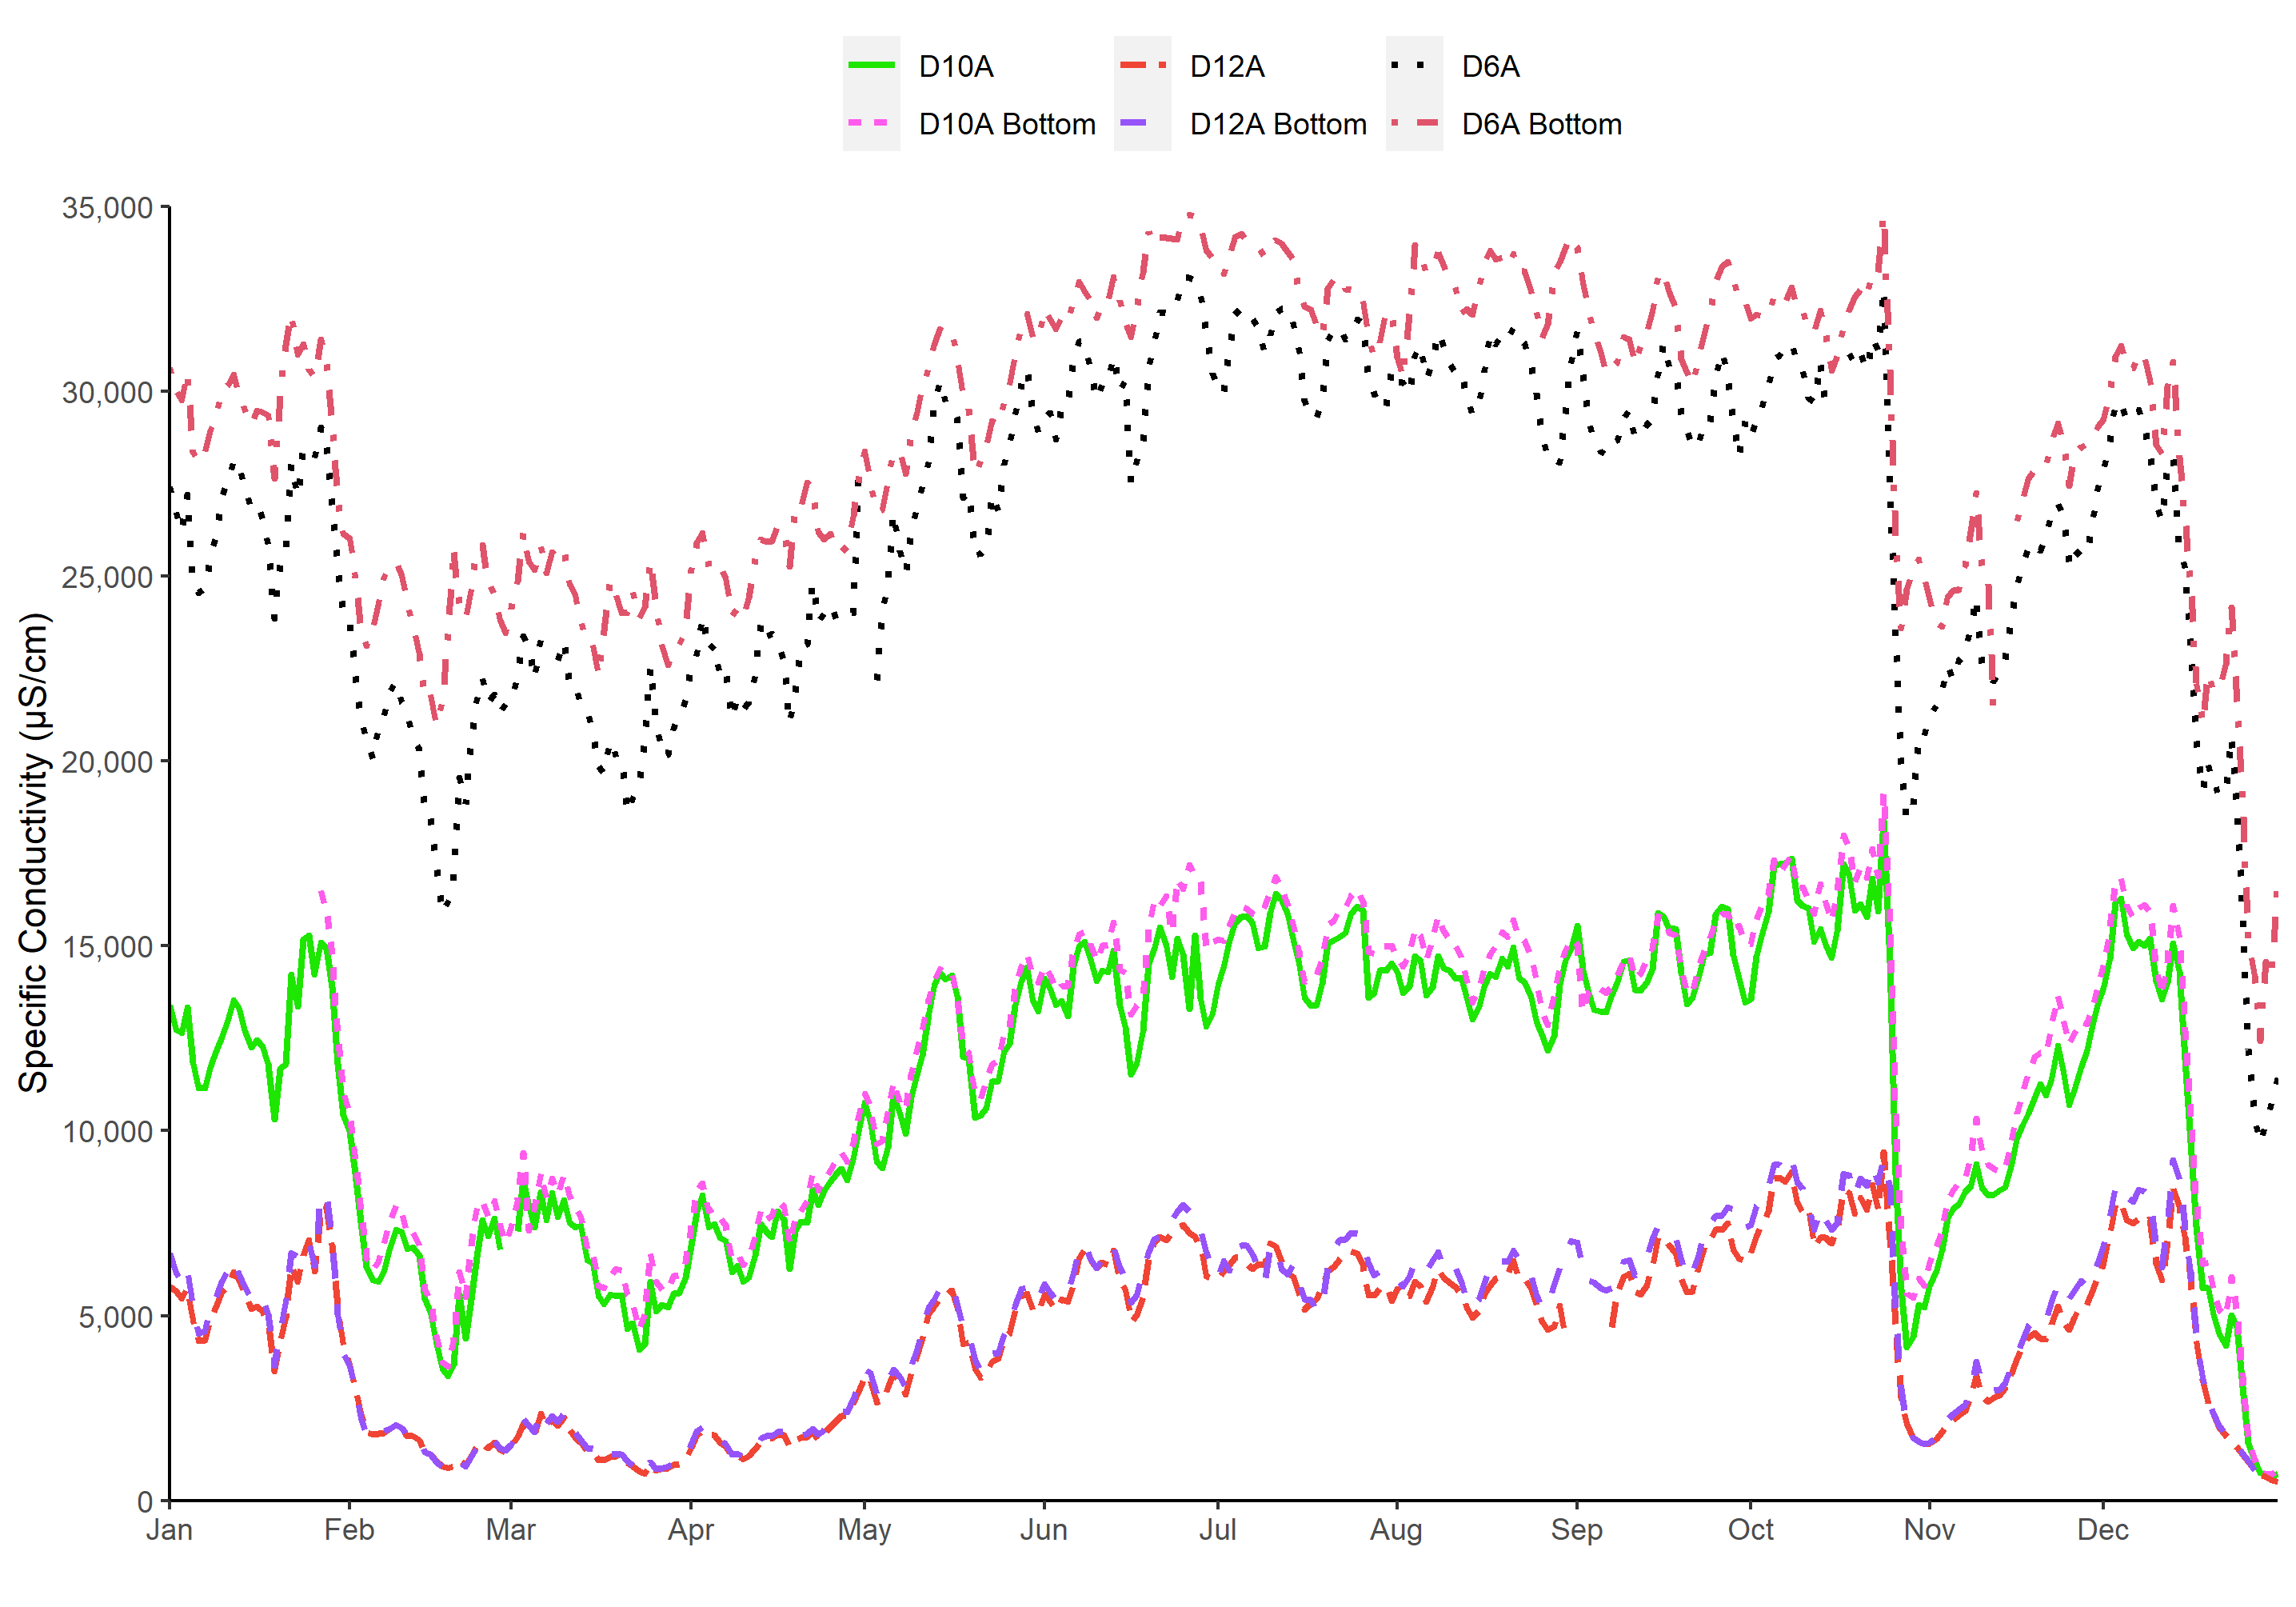 D10A D12A D6A
D10A Bottom D12A Bottom D6A Bottom
Specific Conductivity (µS/cm)
35,000
30,000
25,000
20,000
15,000
10,000
5,000
0
Jan Feb Mar Apr May Jun Jul Aug Sep Oct Nov Dec